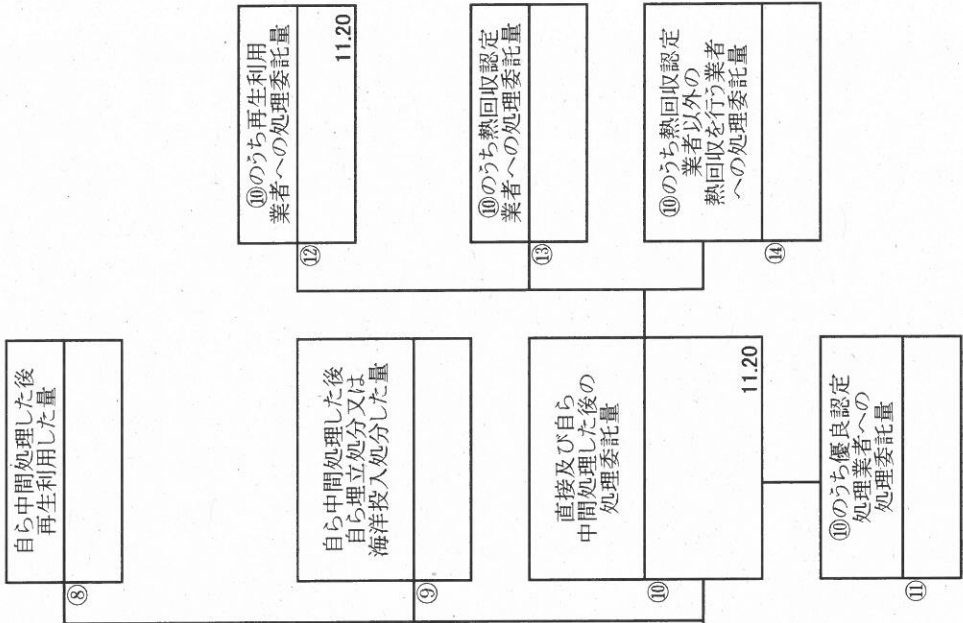 ⑧
自ら中間処理した後
再生利用した量
⑨
自ら中間処理した後
自ら埋立処分又は
海洋投入処分した量
⑩
直接及び自ら
中間処理した後の
処理委託量
11.20
⑪
⑩のうち優良認定
処理業者への
処理委託量
⑫
⑩のうち再生利用
業者への処理委託量
11.20
⑬
⑩のうち熱回収認定
業者への処理委託量
⑭
⑩のうち熱回収認定
業者以外の
熱回収を行う業者
への処理委託量